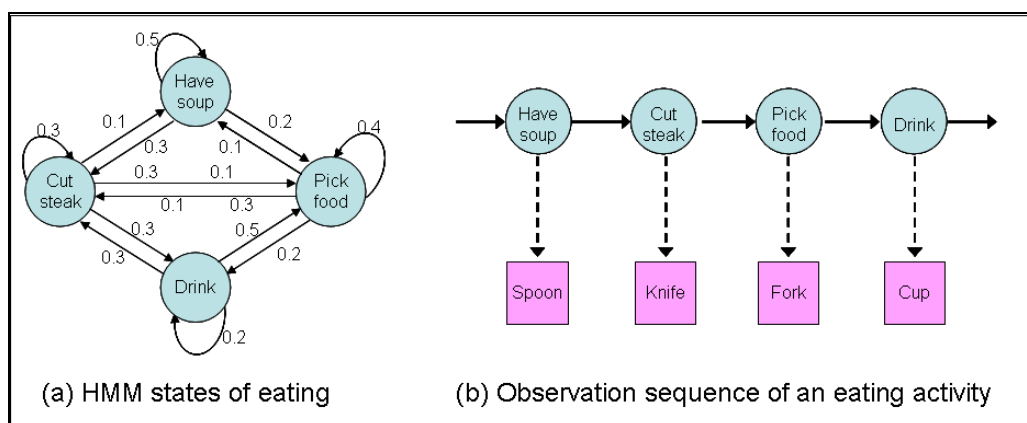 0.5
Have
soup
0.1
0.2
0.3
0.3
0.1
0.4
Cut
steak
0.3
0.1
Pick
food
0.1
0.3
0.3
0.5
0.3
0.2
Drink
0.2
(a) HMM states of eating
Have
soup
Cut
steak
Pick
food
Drink
Spoon
Knife
Fork
Cup
(b) Observation sequence of an eating activity